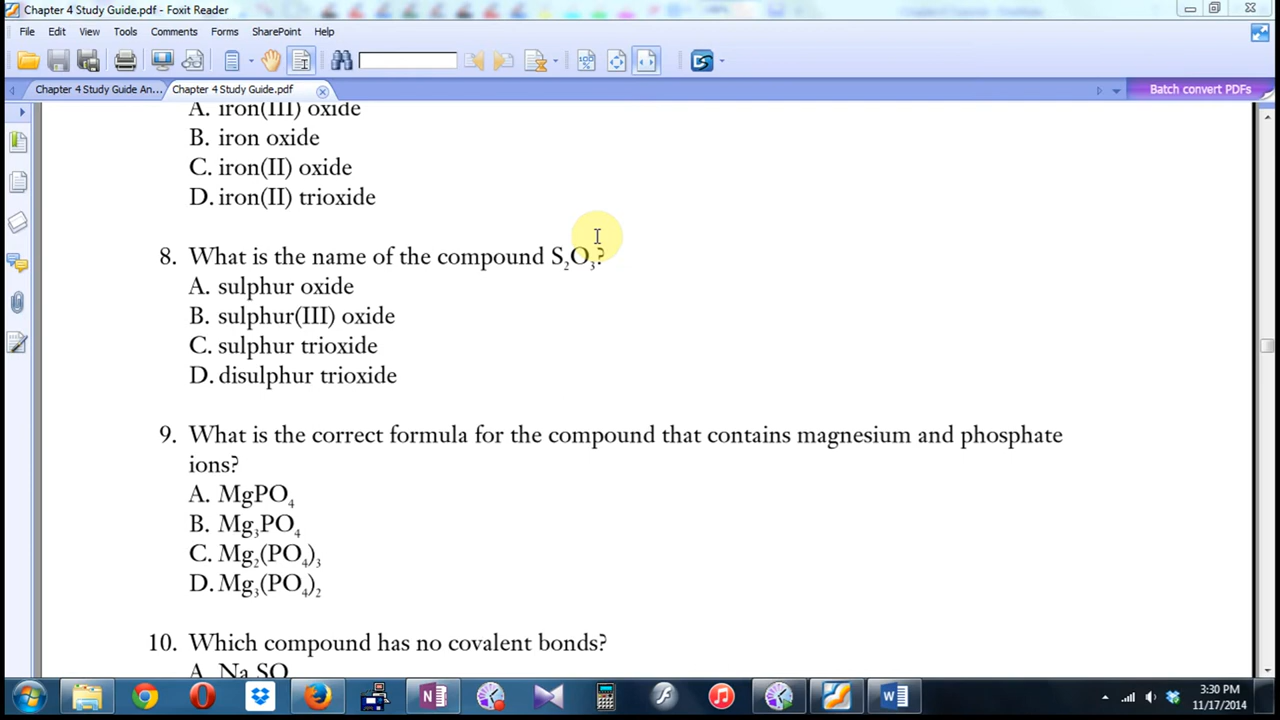 Chapter 4 Study Guide.pdf - Foxit Reader
File Edit View Tools Comments Forms SharePoint Help
Chapter 4 Study Guide An... Chapter 4 Study Guide.pdf Batch convert PDFs
A. iron(III) oxide
B. iron oxide
C. iron(II) oxide
D. iron(II) trioxide
8. What is the name of the compound S₂O₃?
A. sulphur oxide
B. sulphur(III) oxide
C. sulphur trioxide
D. disulphur trioxide
9. What is the correct formula for the compound that contains magnesium and phosphate
ions?
A. MgPO₄
B. Mg₃PO₄
C. Mg₂(PO₄)₃
D. Mg₃(PO₄)₂
10. Which compound has no covalent bonds?
A. Na SO
3:30 PM
11/17/2014